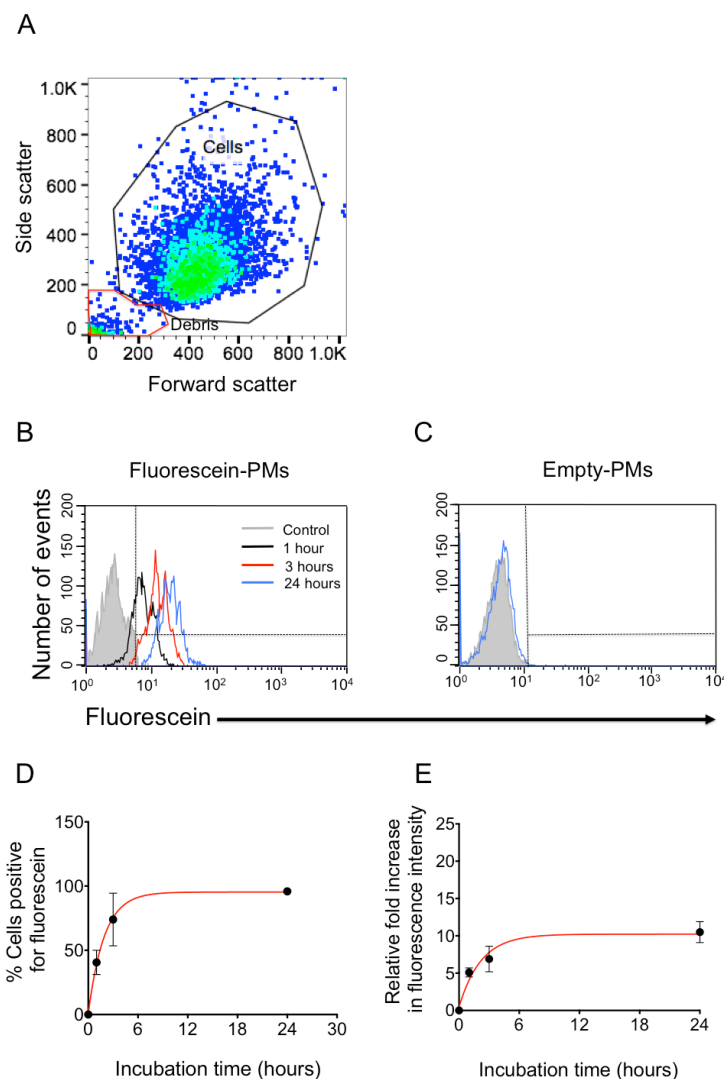 A
1.0K
800
600
400
200
0
Side scatter
Cells
Debris
0 200 400 600 800 1.0K
Forward scatter
B
Fluorescein-PMs
200
150
100
50
0
Number of events
Control
1 hour
3 hours
24 hours
10⁰ 10¹ 10² 10³ 10⁴
C
Empty-PMs
200
150
100
50
0
10⁰ 10¹ 10² 10³ 10⁴
Fluorescein
D
150
100
50
0
% Cells positive
for fluorescein
0 6 12 18 24 30
Incubation time (hours)
E
25
20
15
10
5
0
Relative fold increase
in fluorescence intensity
0 6 12 18 24
Incubation time (hours)